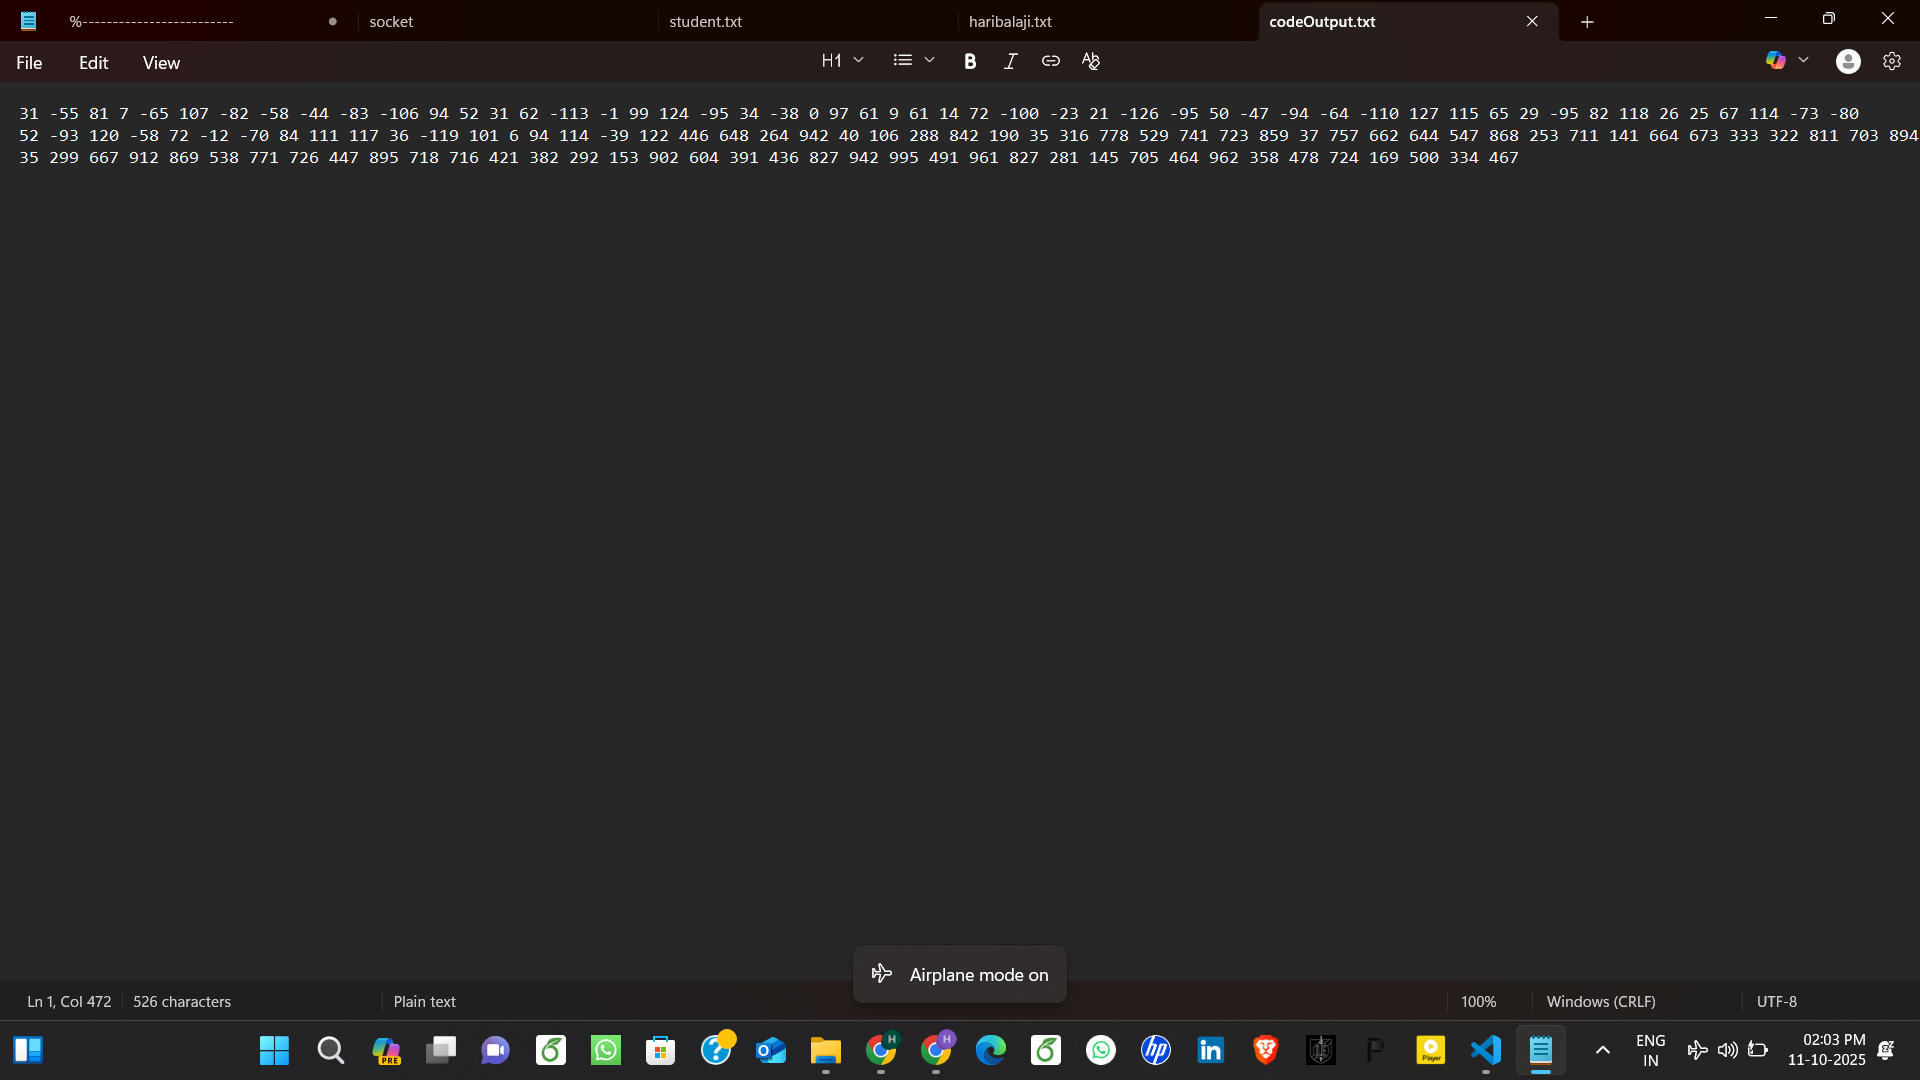 %-------------------------
socket
student.txt
haribalaji.txt
codeOutput.txt
File Edit View
H1
31 -55 81 7 -65 107 -82 -58 -44 -83 -106 94 52 31 62 -113 -1 99 124 -95 34 -38 0 97 61 9 61 14 72 -100 -23 21 -126 -95 50 -47 -94 -64 -110 127 115 65 29 -95 82 118 26 25 67 114 -73 -80
52 -93 120 -58 72 -12 -70 84 111 117 36 -119 101 6 94 114 -39 122 446 648 264 942 40 106 288 842 190 35 316 778 529 741 723 859 37 757 662 644 547 868 253 711 141 664 673 333 322 811 703 894
35 299 667 912 869 538 771 726 447 895 718 716 421 382 292 153 902 604 391 436 827 942 995 491 961 827 281 145 705 464 962 358 478 724 169 500 334 467
Airplane mode on
Ln 1, Col 472
526 characters
Plain text
100%
Windows (CRLF)
UTF-8
PRE
H
H
hp
in
Player
ENG
IN
02:03 PM
11-10-2025